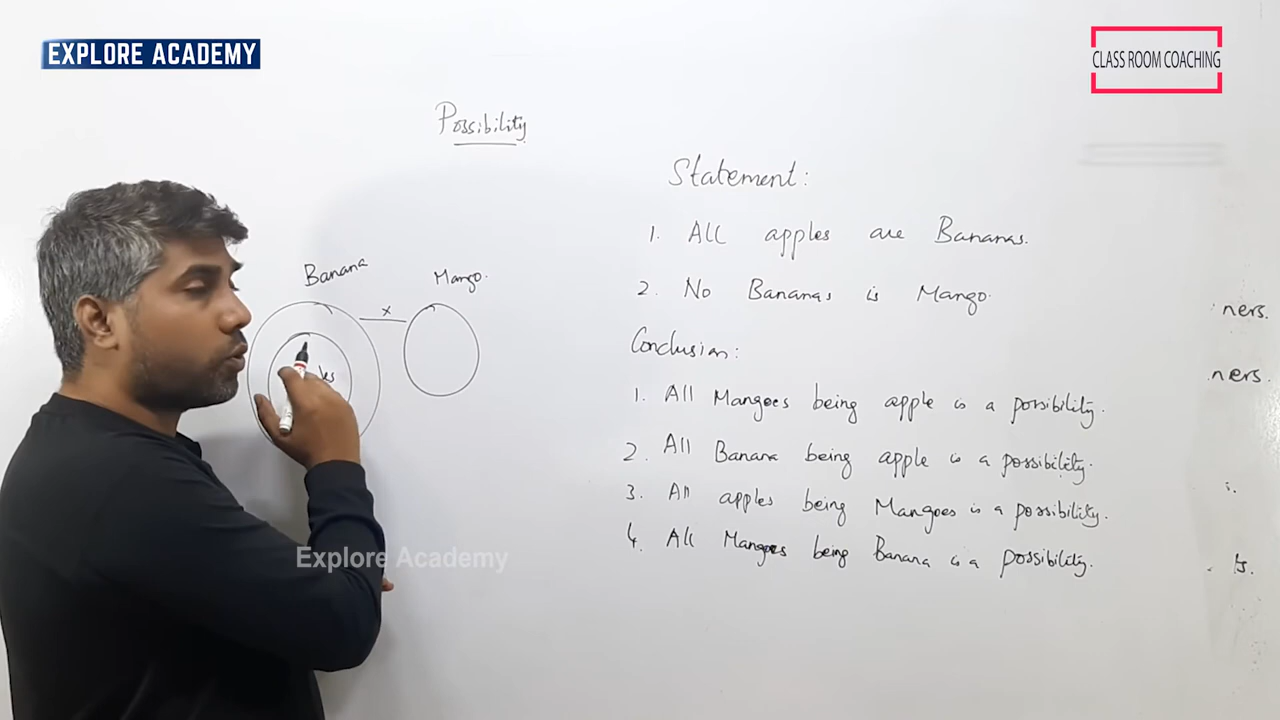 EXPLORE ACADEMY
CLASS ROOM COACHING
Possibility
Statement:
1. All apples are Bananas.
2. No Bananas is Mango.
Banana
Mango.
x
Conclusion:
1. All Mangoes being apple is a possibility.
2. All Banana being apple is a possibility.
3. All apples being Mangoes is a possibility.
4. All Mangoes being Banana is a possibility.
ners.
ners.
Explore Academy